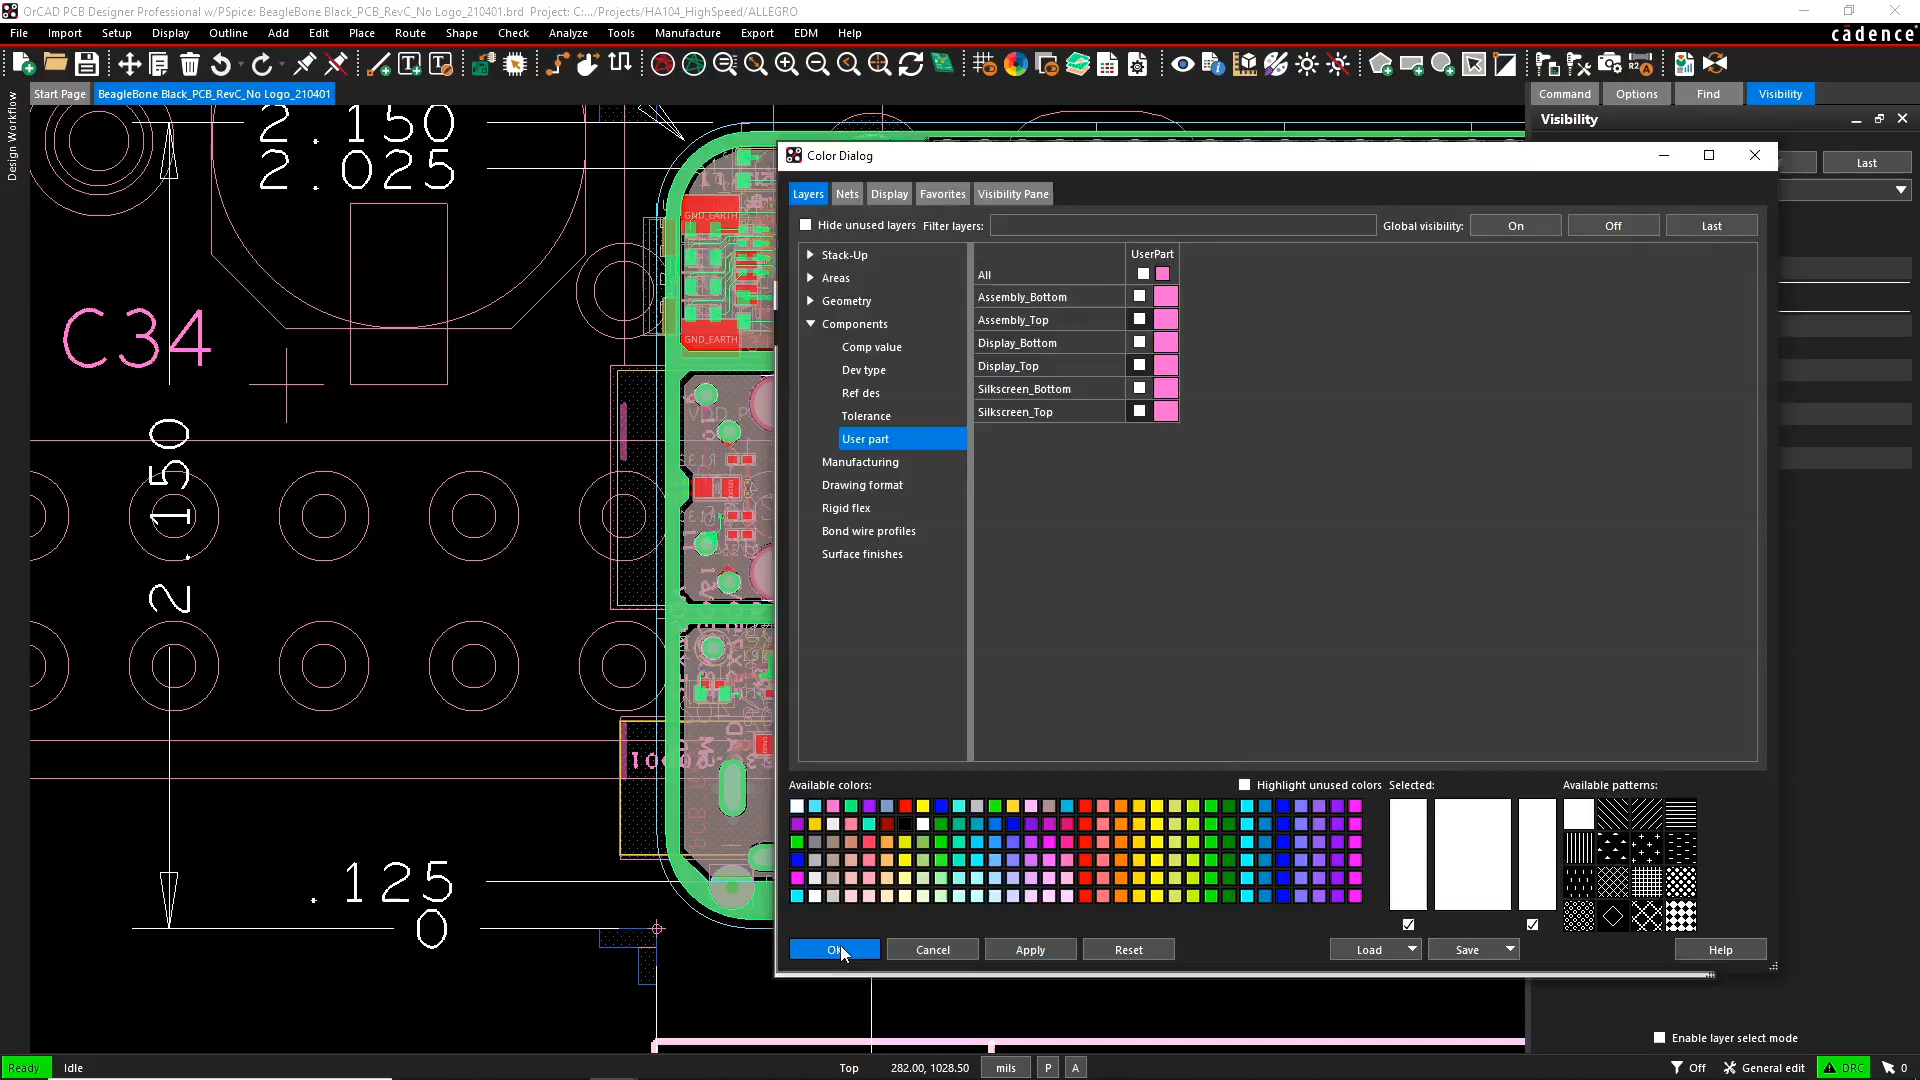 OrCAD PCB Designer Professional w/PSpice: BeagleBone Black_PCB_RevC_No Logo_210401.brd Project: C:.../Projects/HA104_HighSpeed/ALLEGRO
File Import Setup Display Outline Add Edit Place Route Shape Check Analyze Tools Manufacture Export EDM Help
cādence
Start Page BeagleBone Black_PCB_RevC_No Logo_210401
Command Options Find Visibility
Design Workflow
Visibility
Last
2.150
2.025
C34
2.150
.125
0
GND_EARTH
GND_EARTH
Color Dialog
Layers Nets Display Favorites Visibility Pane
Hide unused layers Filter layers: Global visibility: On Off Last
Stack-Up
Areas
Geometry
Components
Comp value
Dev type
Ref des
Tolerance
User part
Manufacturing
Drawing format
Rigid flex
Bond wire profiles
Surface finishes
UserPart
All
Assembly_Bottom
Assembly_Top
Display_Bottom
Display_Top
Silkscreen_Bottom
Silkscreen_Top
Available colors: Highlight unused colors Selected: Available patterns:
OK Cancel Apply Reset Load Save Help
Enable layer select mode
Ready Idle Top 282.00, 1028.50 mils P A Off General edit DRC 0